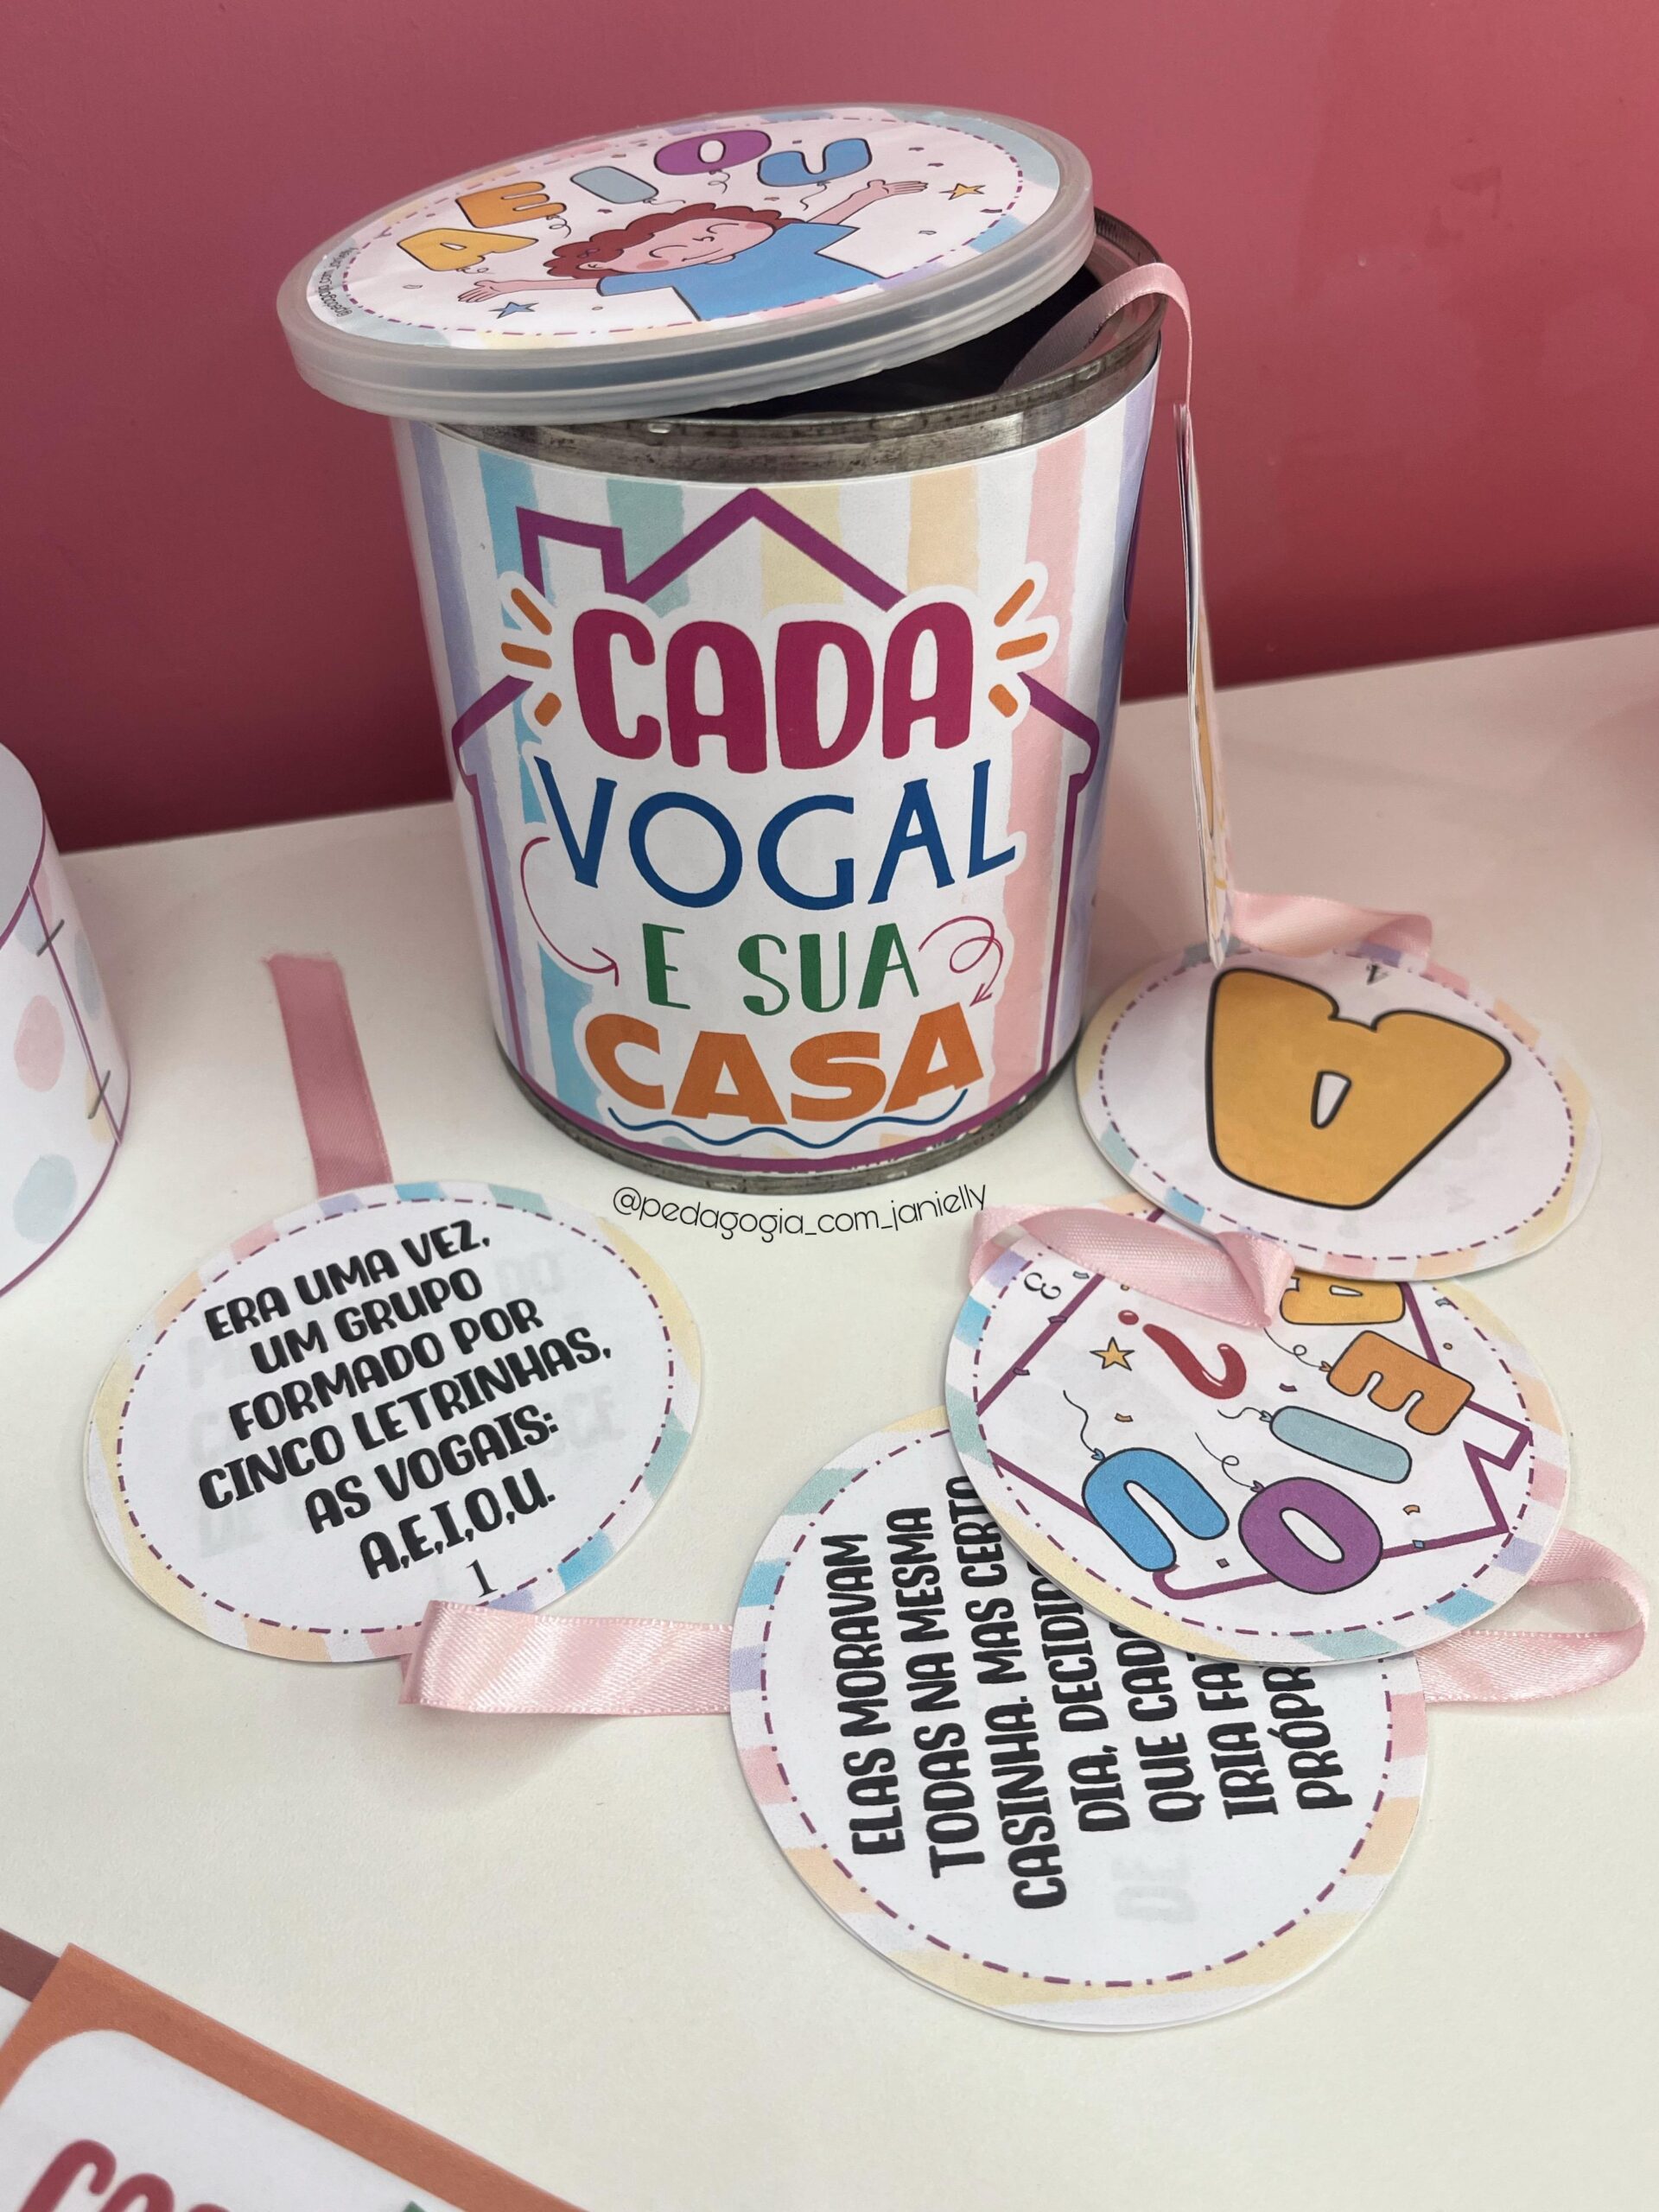 A E I O U
CADA
VOGAL
E SUA
CASA
@pedagogia_com_janielly
ERA UMA VEZ,
UM GRUPO
FORMADO POR
CINCO LETRINHAS,
AS VOGAIS:
A,E,I,O,U.
1
ELAS MORAVAM
TODAS NA MESMA
CASINHA. MAS CERTO
DIA,
QUE
IRIA
3
?
A E I O U
4
A